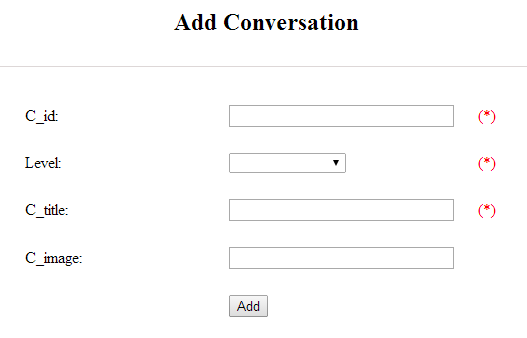 Add Conversation
C_id: (*)
Level: (*)
C_title: (*)
C_image:
Add